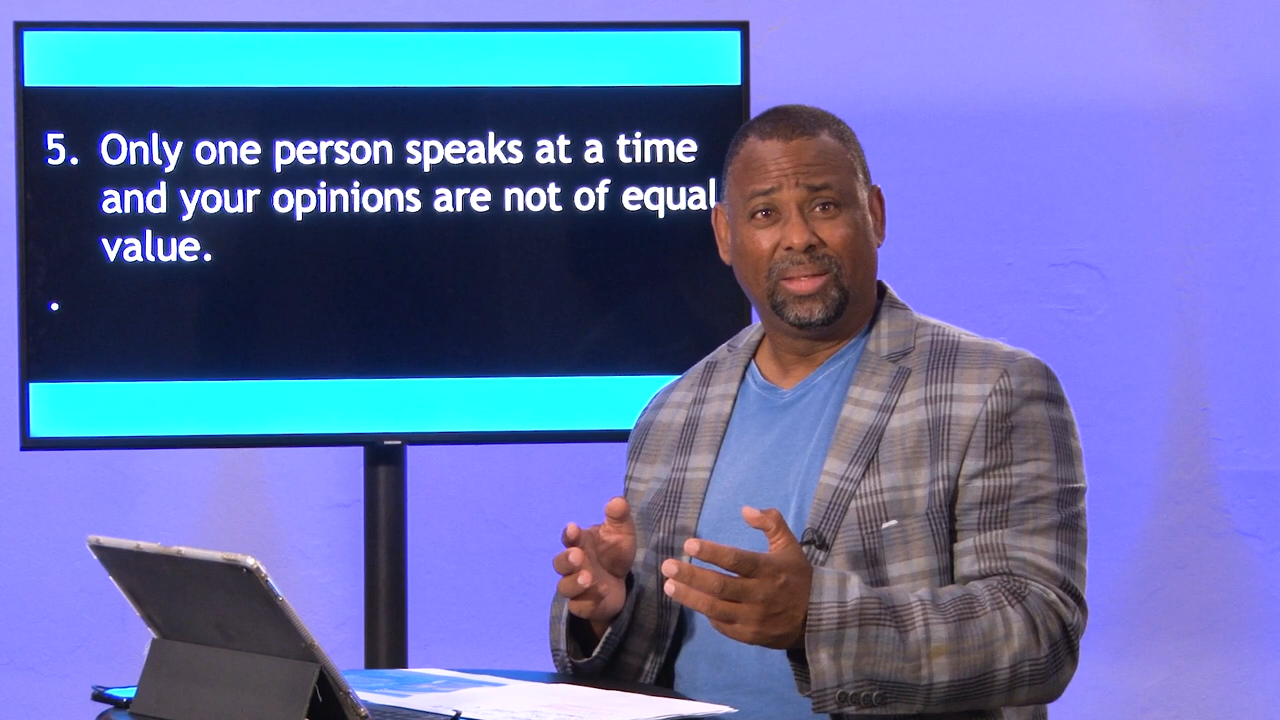 5. Only one person speaks at a time
and your opinions are not of equal
value.